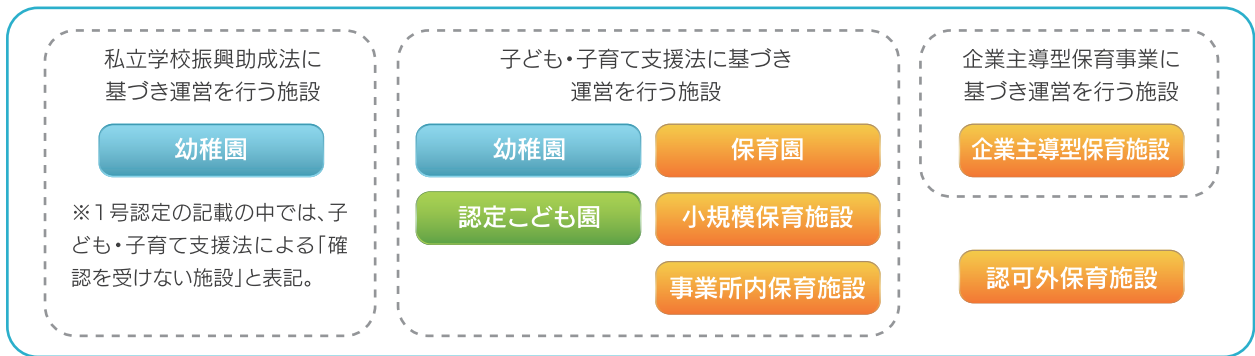 私立学校振興助成法に
基づき運営を行う施設
幼稚園
※1号認定の記載の中では、子
ども・子育て支援法による「確
認を受けない施設」と表記。
子ども・子育て支援法に基づき
運営を行う施設
幼稚園
保育園
認定こども園
小規模保育施設
事業所内保育施設
企業主導型保育事業に
基づき運営を行う施設
企業主導型保育施設
認可外保育施設